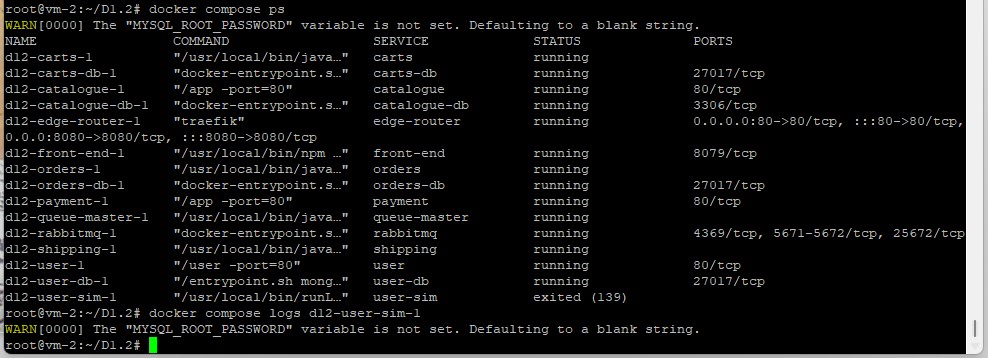 root@vm-2:~/D1.2# docker compose ps
WARN[0000] The "MYSQL_ROOT_PASSWORD" variable is not set. Defaulting to a blank string.
NAME COMMAND SERVICE STATUS PORTS
d12-carts-1 "/usr/local/bin/java…" carts running
d12-carts-db-1 "docker-entrypoint.s…" carts-db running 27017/tcp
d12-catalogue-1 "/app -port=80" catalogue running 80/tcp
d12-catalogue-db-1 "docker-entrypoint.s…" catalogue-db running 3306/tcp
d12-edge-router-1 "traefik" edge-router running 0.0.0.0:80->80/tcp, :::80->80/tcp,
0.0.0:8080->8080/tcp, :::8080->8080/tcp
d12-front-end-1 "/usr/local/bin/npm …" front-end running 8079/tcp
d12-orders-1 "/usr/local/bin/java…" orders running
d12-orders-db-1 "docker-entrypoint.s…" orders-db running 27017/tcp
d12-payment-1 "/app -port=80" payment running 80/tcp
d12-queue-master-1 "/usr/local/bin/java…" queue-master running
d12-rabbitmq-1 "docker-entrypoint.s…" rabbitmq running 4369/tcp, 5671-5672/tcp, 25672/tcp
d12-shipping-1 "/usr/local/bin/java…" shipping running
d12-user-1 "/user -port=80" user running 80/tcp
d12-user-db-1 "/entrypoint.sh mong…" user-db running 27017/tcp
d12-user-sim-1 "/usr/local/bin/runL…" user-sim exited (139)
root@vm-2:~/D1.2# docker compose logs d12-user-sim-1
WARN[0000] The "MYSQL_ROOT_PASSWORD" variable is not set. Defaulting to a blank string.
root@vm-2:~/D1.2#